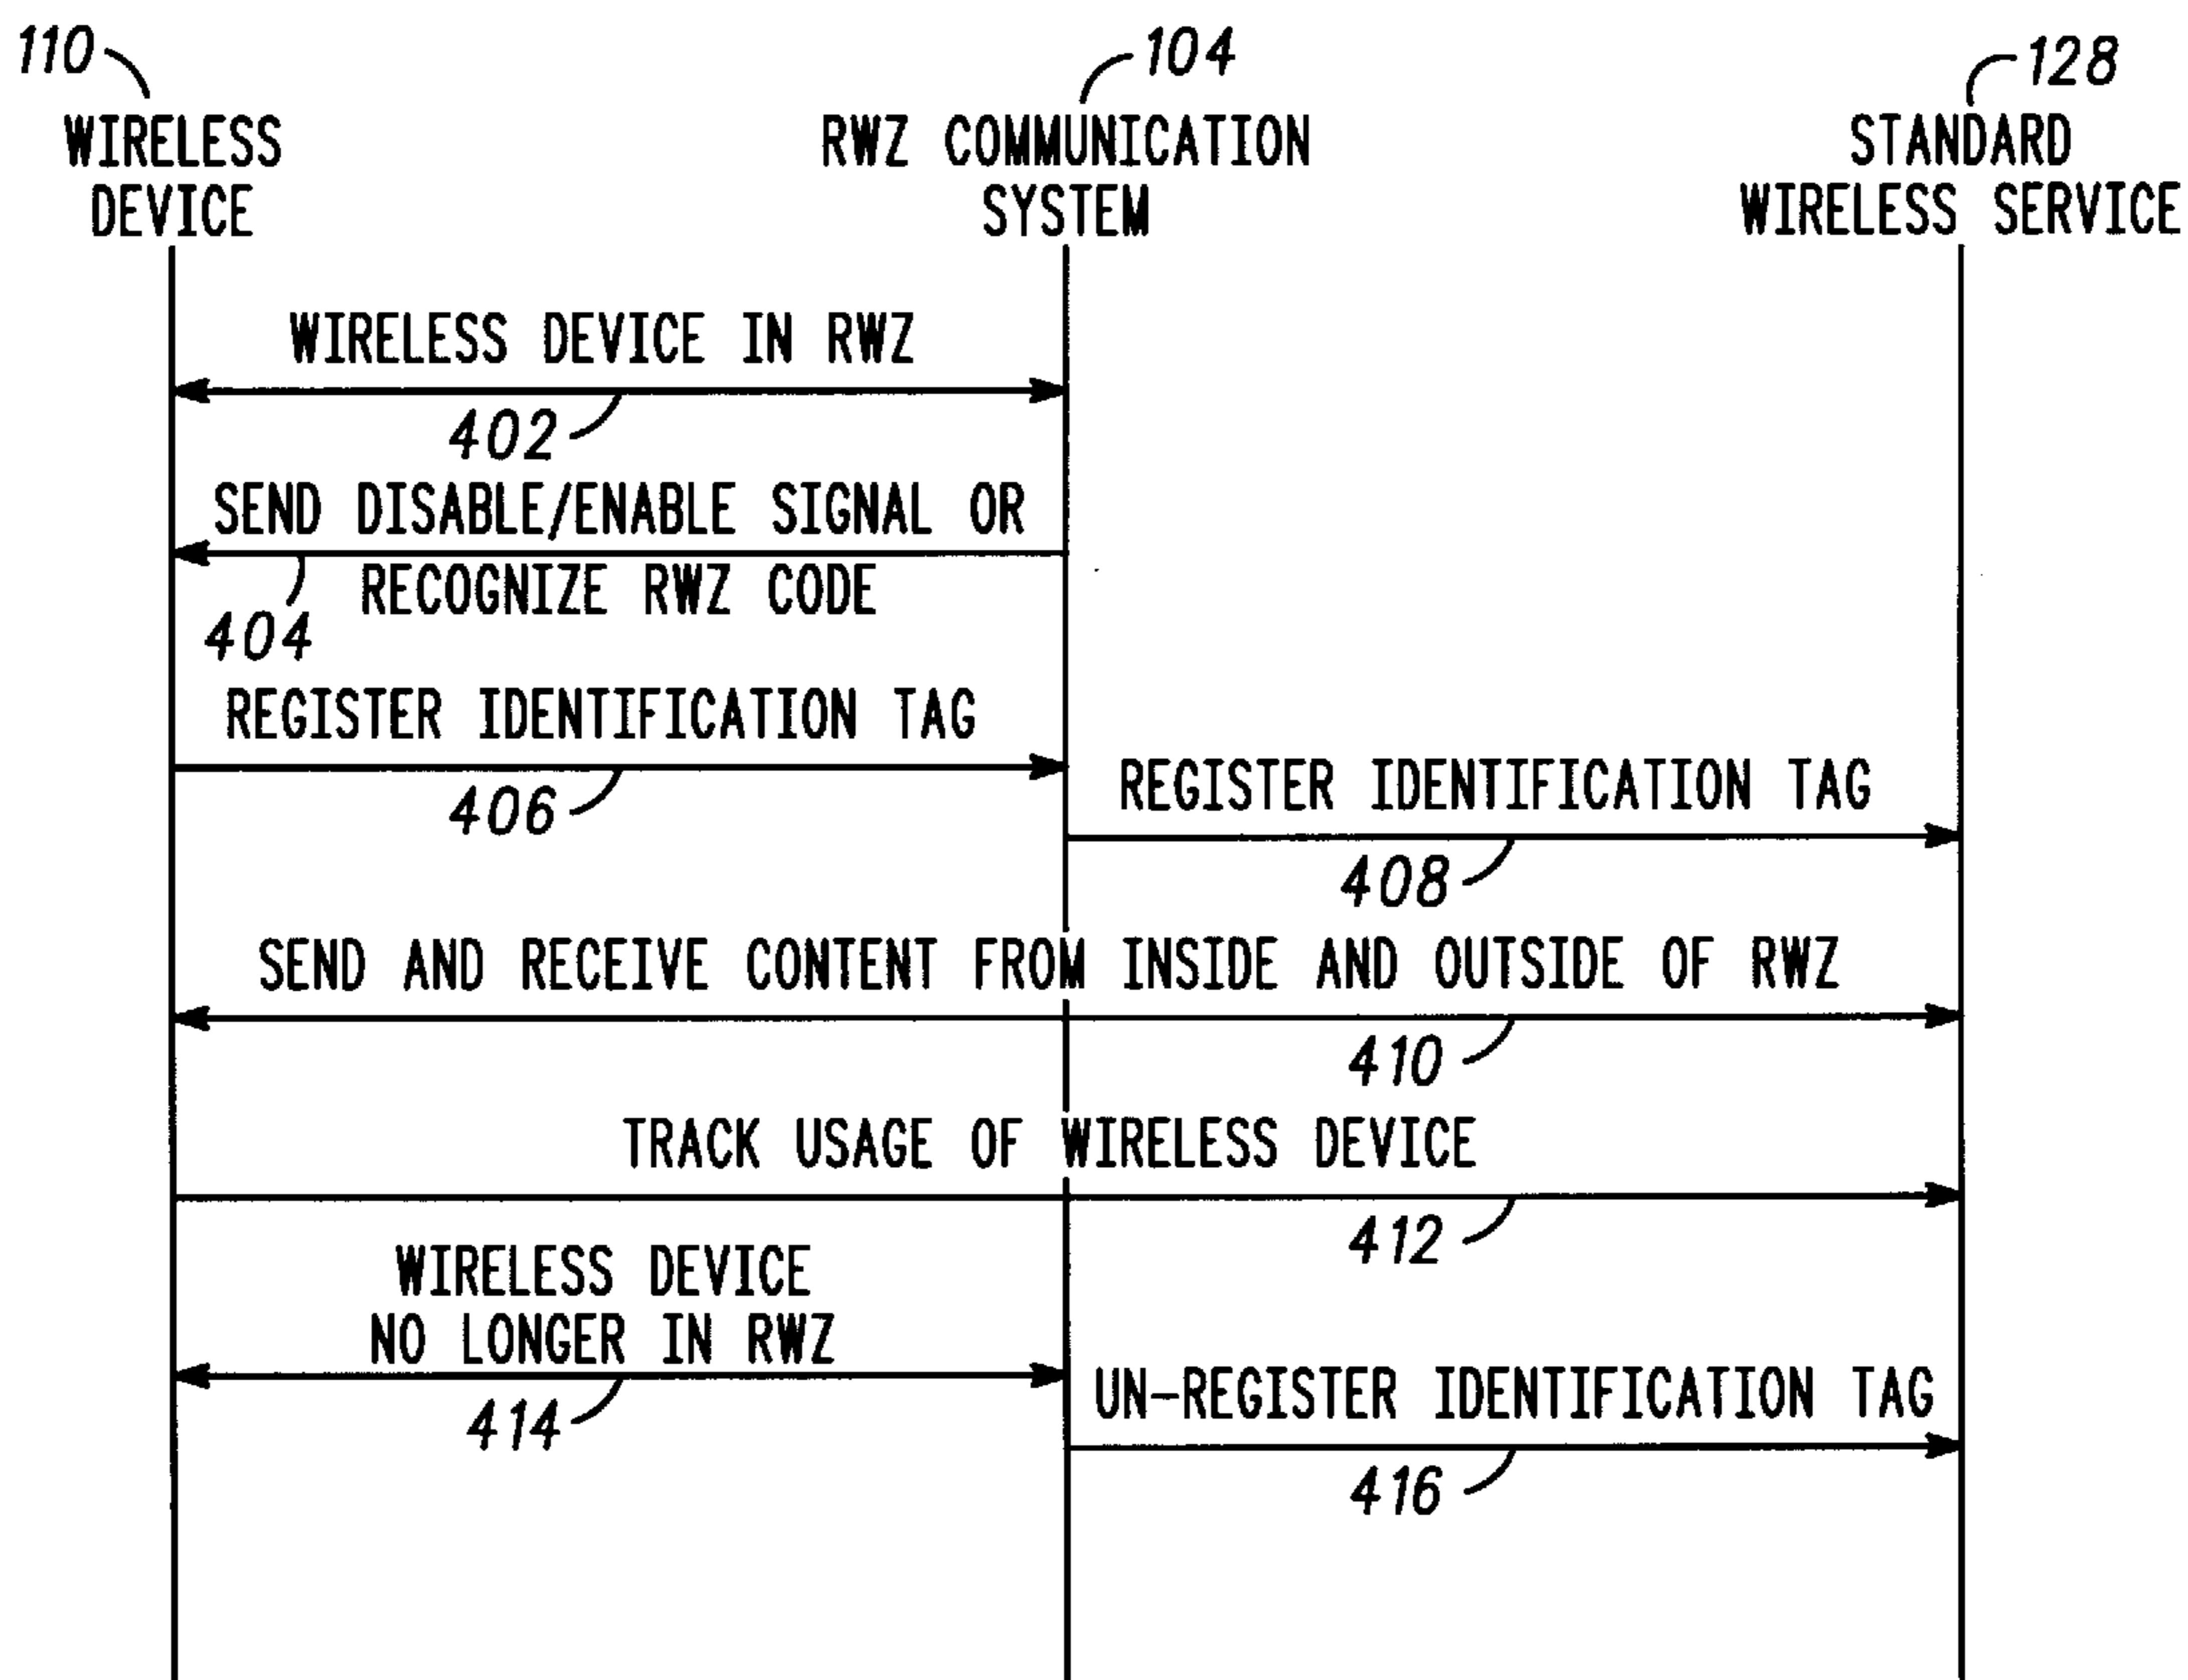 110
104
128
WIRELESS
DEVICE
RWZ COMMUNICATION
SYSTEM
STANDARD
WIRELESS SERVICE
WIRELESS DEVICE IN RWZ
402
SEND DISABLE/ENABLE SIGNAL OR
RECOGNIZE RWZ CODE
404
REGISTER IDENTIFICATION TAG
406
REGISTER IDENTIFICATION TAG
408
SEND AND RECEIVE CONTENT FROM INSIDE AND OUTSIDE OF RWZ
410
TRACK USAGE OF WIRELESS DEVICE
412
WIRELESS DEVICE
NO LONGER IN RWZ
414
UN-REGISTER IDENTIFICATION TAG
416